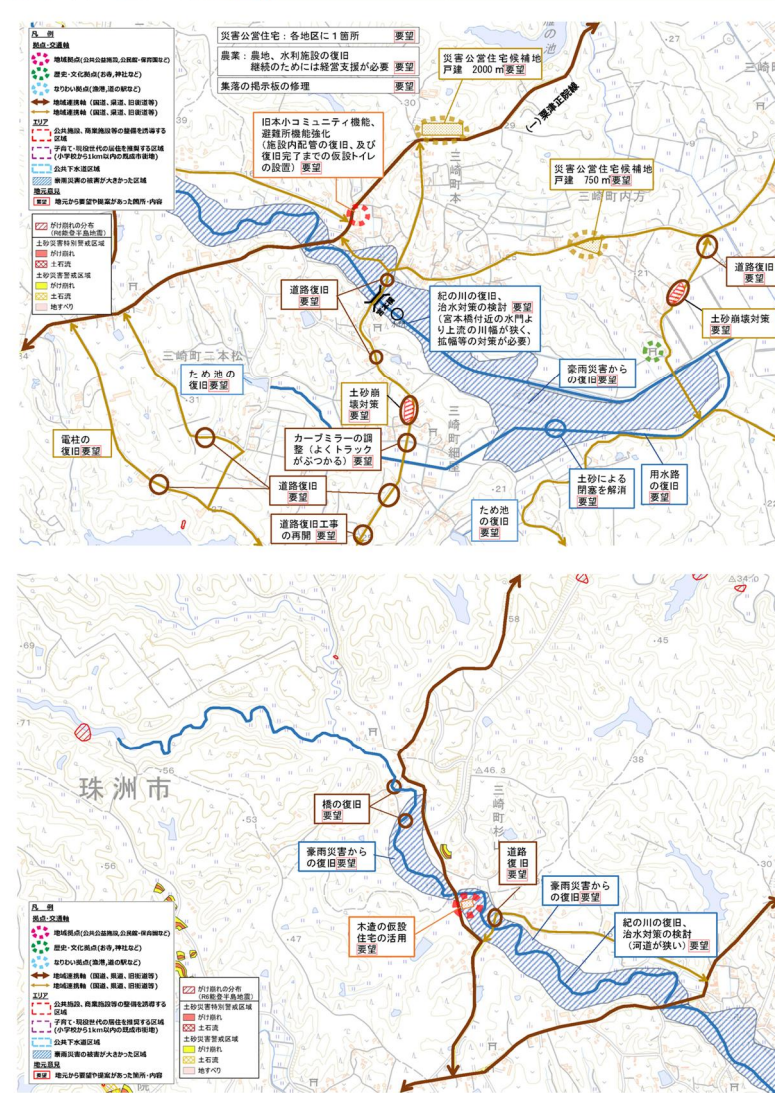 凡 例
拠点・交通軸
地域拠点(公共公益施設,公民館・保育園など)
歴史・文化拠点(お寺,神社など)
なりわい拠点(漁港,道の駅など)
地域連携軸(国道、県道、旧街道等)
地域連携軸(国道、県道、旧街道等)
エリア
公共施設、商業施設等の整備を誘導する
区域
子育て・現役世代の居住を推奨する区域
(小学校から1km以内の既成市街地)
公共下水道区域
豪雨災害の被害が大きかった区域
地元意見
要望 地元から要望や提案があった箇所・内容
がけ崩れの分布
(R6能登半島地震)
土砂災害特別警戒区域
がけ崩れ
土石流
土砂災害警戒区域
がけ崩れ
土石流
地すべり
災害公営住宅:各地区に1箇所 要望
農業:農地、水利施設の復旧
継続のためには経営支援が必要 要望
集落の掲示板の修理 要望
災害公営住宅候補地
戸建 2000㎡要望
雁の池
(一)粟津正院線
29
旧本小コミュニティ機能、
避難所機能強化
(施設内配管の復旧、及び
復旧完了までの仮設トイレ
の設置)要望
三崎町本
災害公営住宅候補地
戸建 750㎡要望
三崎町内方
23
21
道路復旧
要望
道路復旧
要望
宮本橋
紀の川の復旧、
治水対策の検討 要望
(宮本橋付近の水門よ
り上流の川幅が狭く、
拡幅等の対策が必要)
土砂崩壊対策
要望
三崎町二本松
ため池の
復旧要望
31
豪雨災害から
の復旧要望
土砂崩
壊対策
要望
三崎町細屋
電柱の
復旧要望
カーブミラーの調
整(よくトラック
がぶつかる)要望
道路復旧
要望
土砂による
閉塞を解消
要望
用水路
の復旧
要望
21
27
道路復旧工事
の再開 要望
ため池
の復旧
要望
22
34.0
58
69
45
71
56
46.3
38
珠洲市
三崎町杉
橋の復旧
要望
53
豪雨災害から
の復旧要望
道路
復旧
要望
56
30
豪雨災害から
の復旧要望
木造の仮設
住宅の活用
要望
紀の川の復旧、
治水対策の検討
(河道が狭い)要望
凡 例
拠点・交通軸
地域拠点(公共公益施設,公民館・保育園など)
歴史・文化拠点(お寺,神社など)
なりわい拠点(漁港,道の駅など)
地域連携軸(国道、県道、旧街道等)
地域連携軸(国道、県道、旧街道等)
エリア
公共施設、商業施設等の整備を誘導する
区域
子育て・現役世代の居住を推奨する区域
(小学校から1km以内の既成市街地)
公共下水道区域
豪雨災害の被害が大きかった区域
地元意見
要望 地元から要望や提案があった箇所・内容
がけ崩れの分布
(R6能登半島地震)
土砂災害特別警戒区域
がけ崩れ
土石流
土砂災害警戒区域
がけ崩れ
土石流
地すべり
院